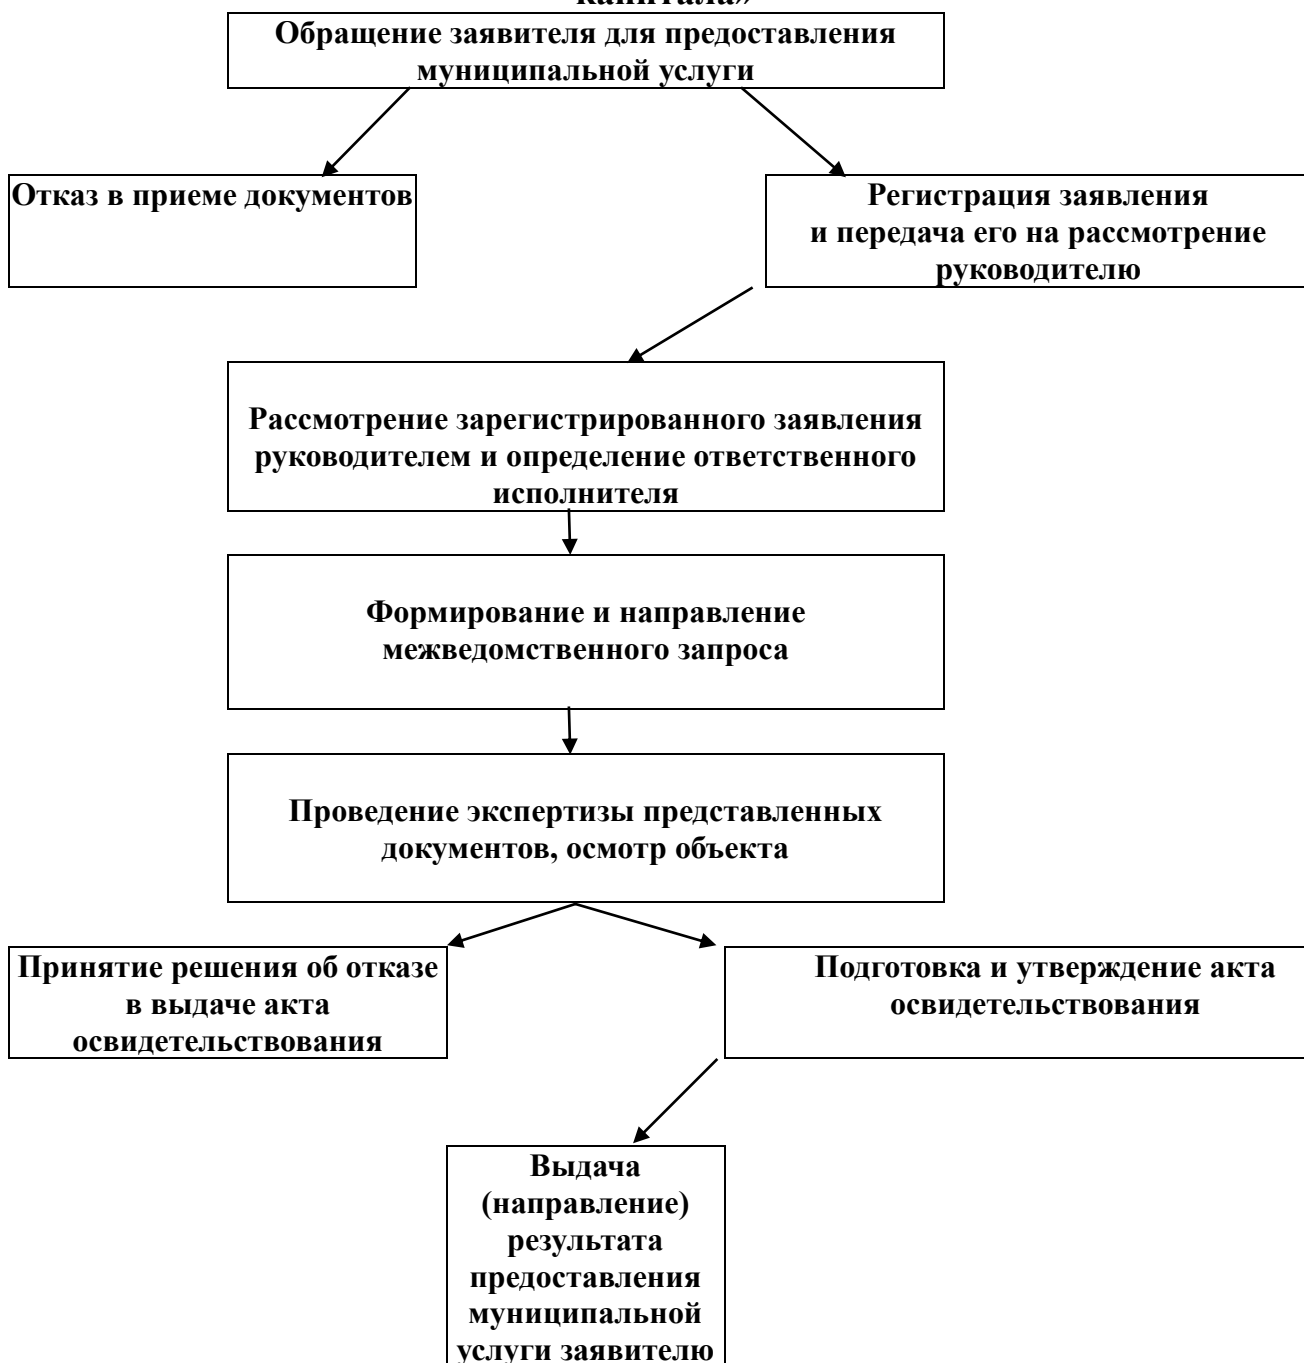 капитала»
Обращение заявителя для предоставления
муниципальной услуги
Отказ в приеме документов
Регистрация заявления
и передача его на рассмотрение
руководителю
Рассмотрение зарегистрированного заявления
руководителем и определение ответственного
исполнителя
Формирование и направление
межведомственного запроса
Проведение экспертизы представленных
документов, осмотр объекта
Принятие решения об отказе
в выдаче акта
освидетельствования
Подготовка и утверждение акта
освидетельствования
Выдача
(направление)
результата
предоставления
муниципальной
услуги заявителю